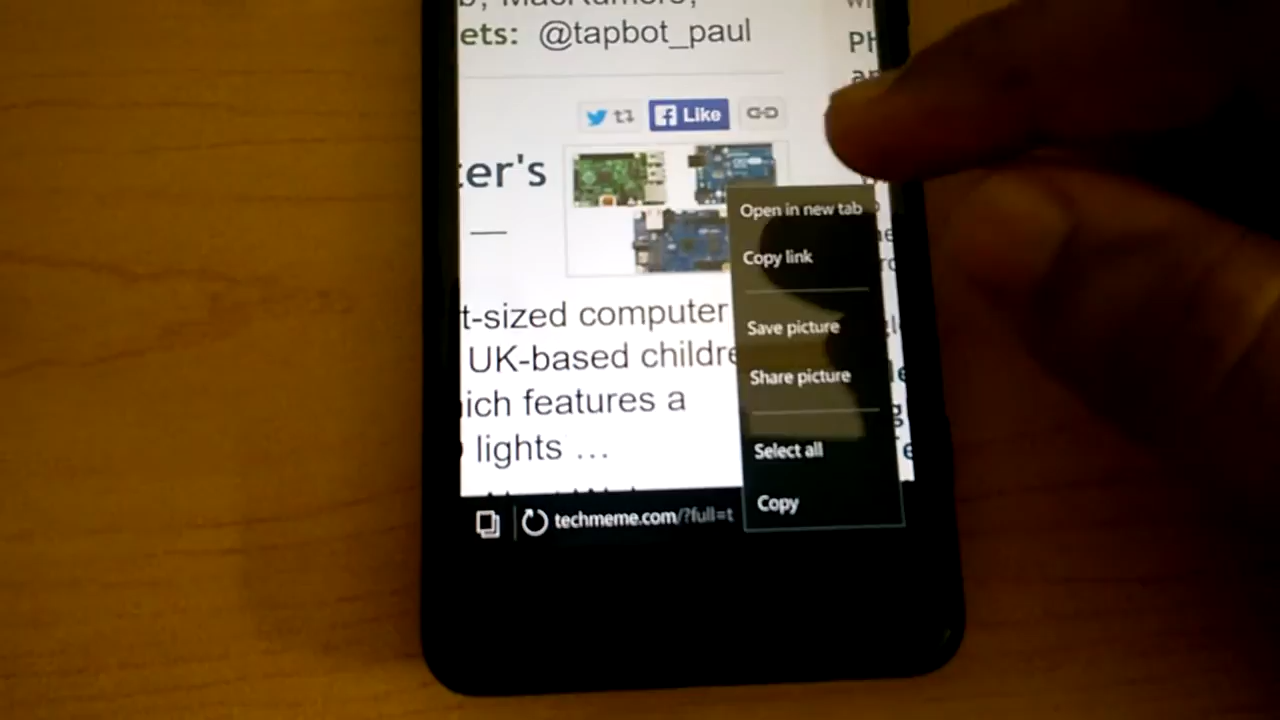 ets: @tapbot_paul
PH
Like
ter's
—
Open in new tab
Copy link
t-sized computer
Save picture
UK-based childre
Share picture
ich features a
lights …
Select all
Copy
techmeme.com/?full=t